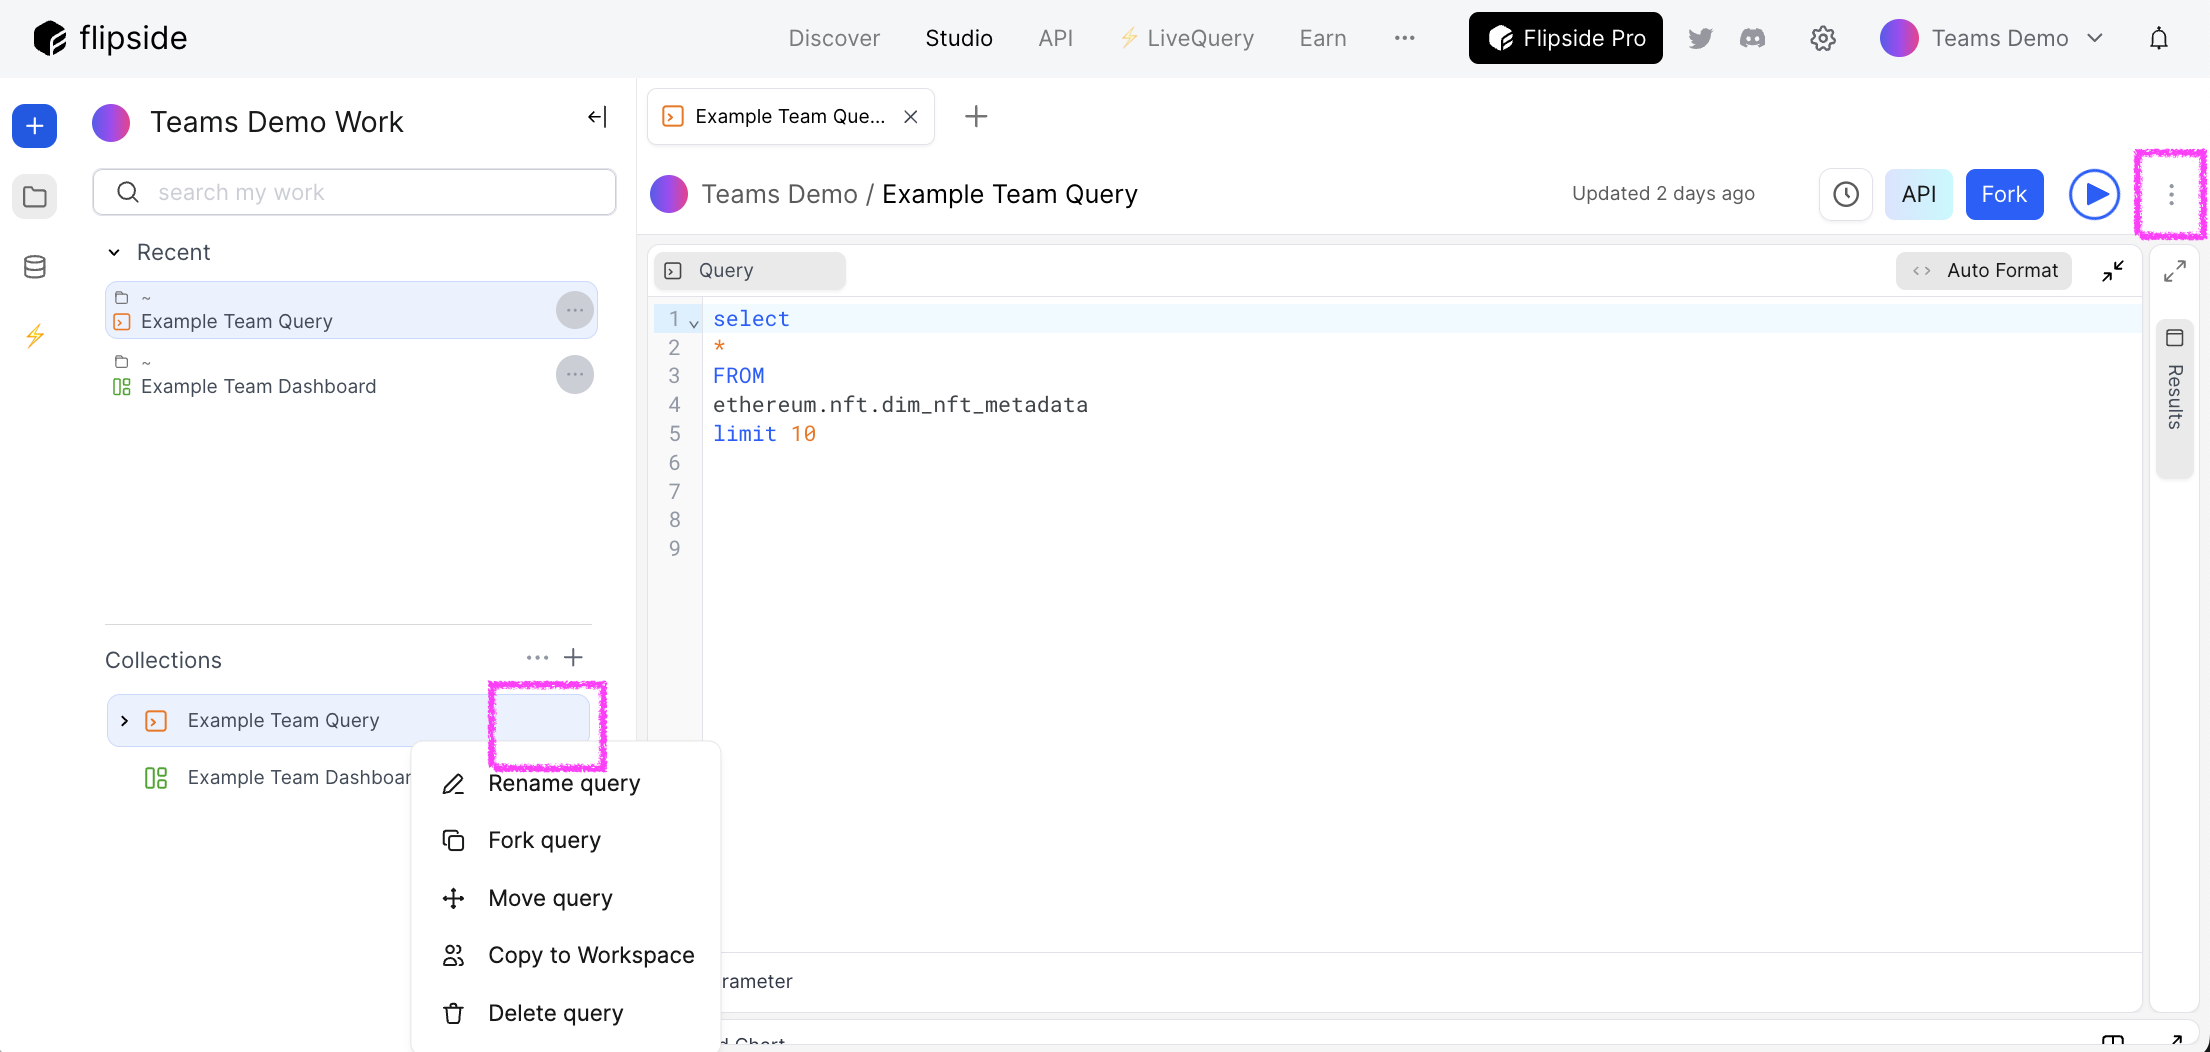 flipside
Discover Studio API LiveQuery Earn ··· Flipside Pro Teams Demo
Teams Demo Work
search my work
Recent
~
Example Team Query
~
Example Team Dashboard
Collections
Example Team Query
Example Team Dashboar
Rename query
Fork query
Move query
Copy to Workspace
Delete query
Example Team Que...
Teams Demo / Example Team Query
Updated 2 days ago
API
Fork
Query
Auto Format
1 select
2 *
3 FROM
4 ethereum.nft.dim_nft_metadata
5 limit 10
6
7
8
9
Results
rameter
d Chart